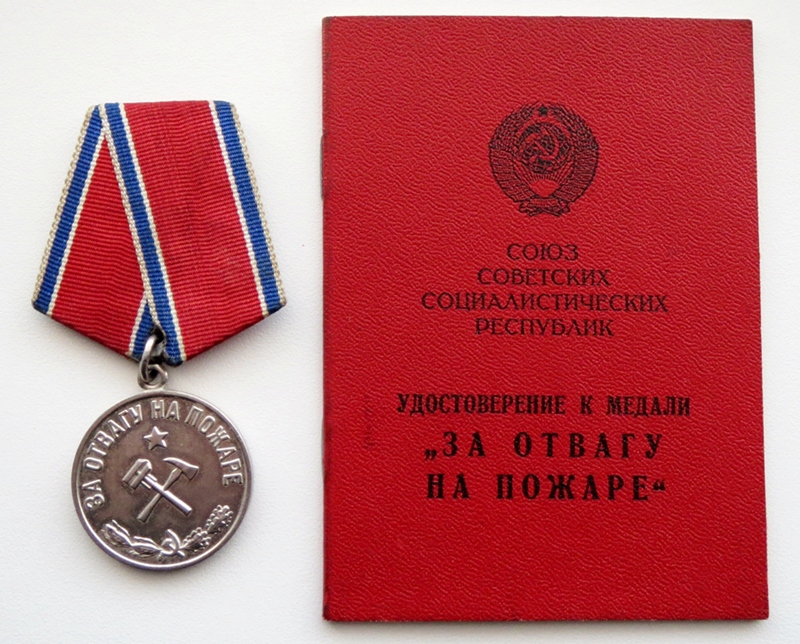 ЗА ОТВАГУ НА ПОЖАРЕ
СОЮЗ
СОВЕТСКИХ
СОЦИАЛИСТИЧЕСКИХ
РЕСПУБЛИК
УДОСТОВЕРЕНИЕ К МЕДАЛИ
„ЗА ОТВАГУ
НА ПОЖАРЕ“